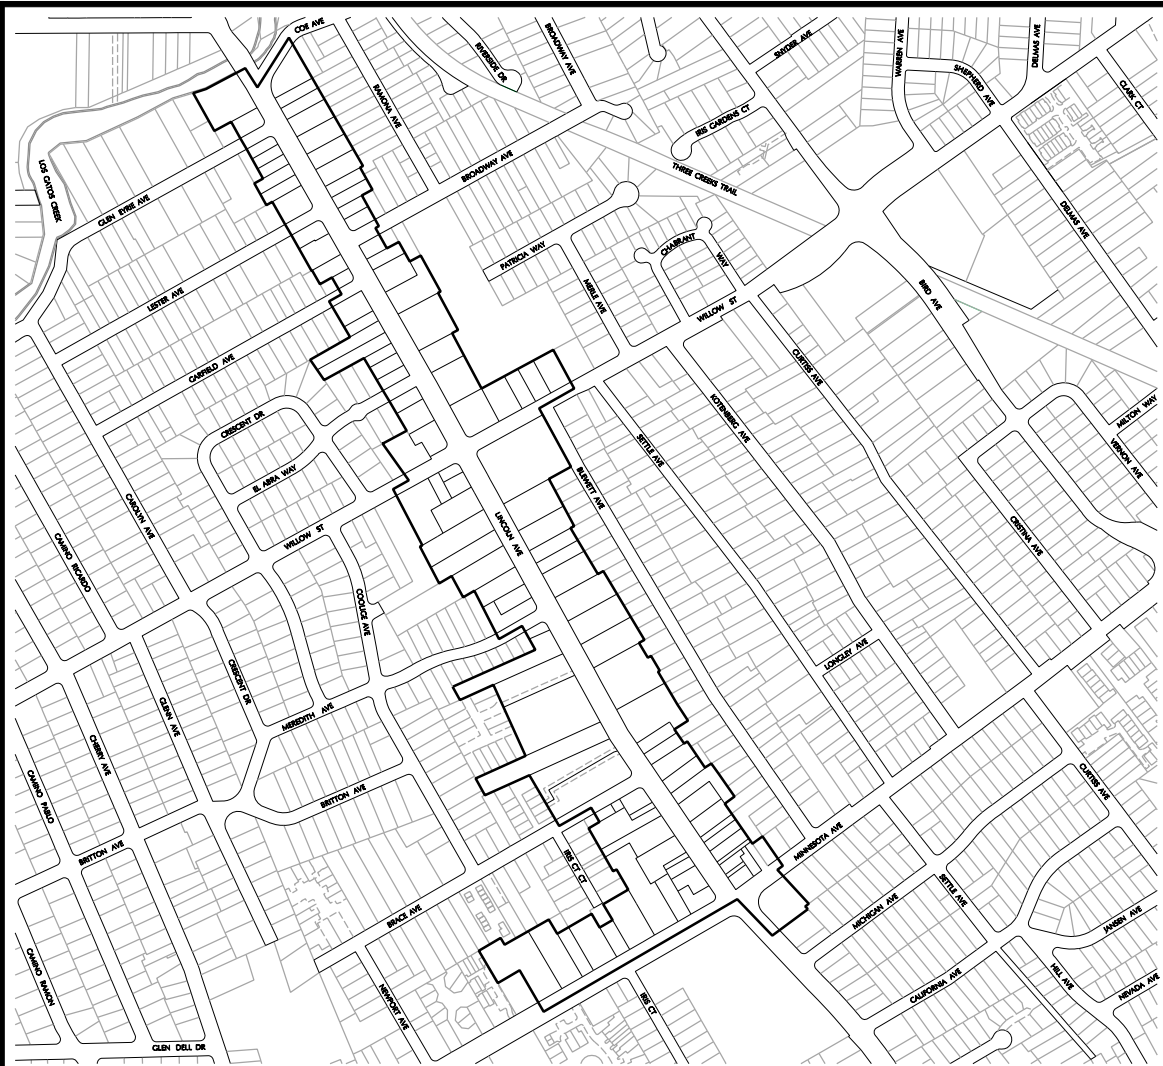 COE AVE
RIVERSIDE DR
BROADWAY AVE
SNYDER AVE
WARREN AVE
DELMAS AVE
SHEPHERD AVE
CLARK CT
RAMONA AVE
IRIS GARDENS CT
LOS GATOS CREEK
BROADWAY AVE
THREE CREEKS TRAIL
GLEN EYRIE AVE
DELMAS AVE
PATRICIA WAY
CHABRANT
WAY
LESTER AVE
MERLE AVE
BIRD AVE
WILLOW ST
GARFIELD AVE
CURTISS AVE
CRESCENT DR
KOTENBERG AVE
MILTON WAY
SETTLE AVE
VERNON AVE
EL ABRA WAY
BLEWETT AVE
CAROLYN AVE
LINCOLN AVE
WILLOW ST
CRISTINA AVE
CAMINO RICARDO
COOLIDGE AVE
LONGLEY AVE
CRESCENT DR
GLENN AVE
MEREDITH AVE
CHERRY AVE
CURTISS AVE
CAMINO PABLO
BRITTON AVE
MINNESOTA AVE
BRITTON AVE
IRIS CT CT
SETTLE AVE
MICHIGAN AVE
BRACE AVE
JANSEN AVE
CAMINO RAMON
HILL AVE
CALIFORNIA AVE
NEVADA AVE
NEWPORT AVE
IRIS CT
GLEN DELL DR